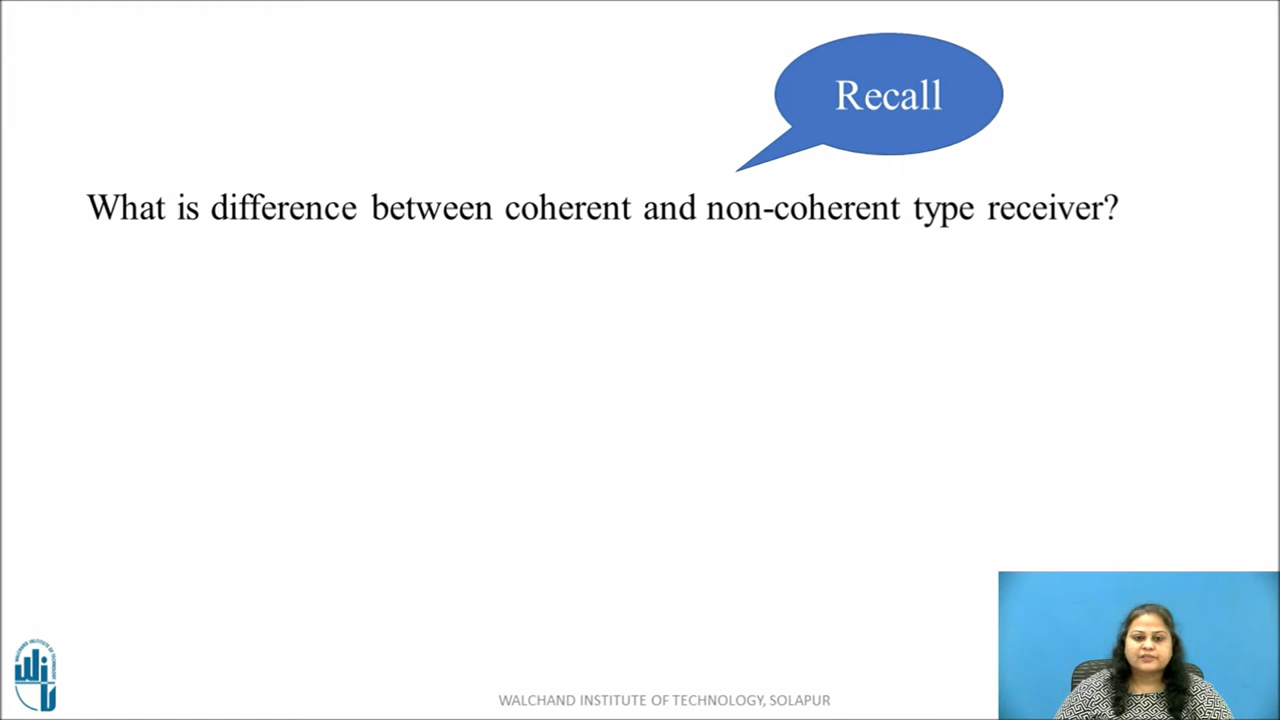 Recall
What is difference between coherent and non-coherent type receiver?
WALCHAND INSTITUTE OF TECHNOLOGY, SOLAPUR